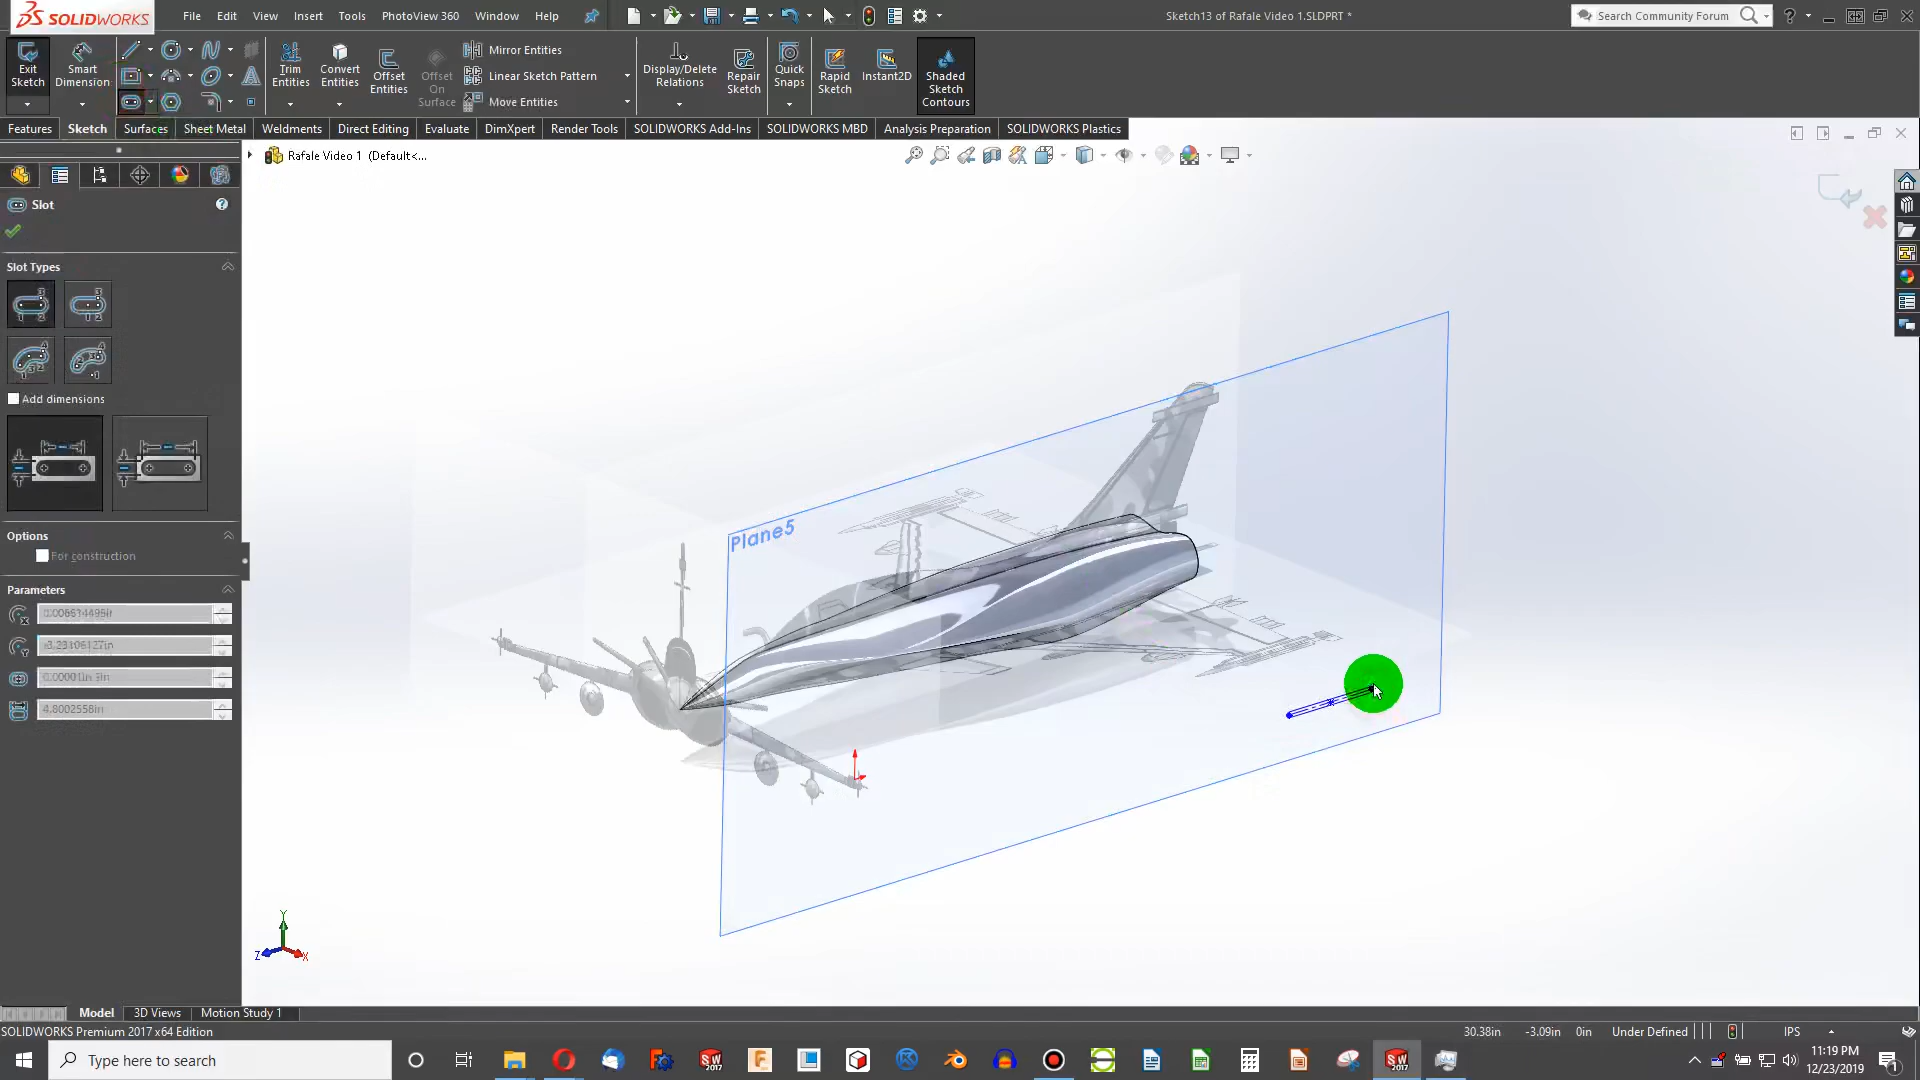 SOLIDWORKS
File Edit View Insert Tools PhotoView 360 Window Help
Sketch13 of Rafale Video 1.SLDPRT *
Search Community Forum
Exit Sketch
Smart Dimension
Trim Entities
Convert Entities
Offset Entities
Offset On Surface
Mirror Entities
Linear Sketch Pattern
Move Entities
Display/Delete Relations
Repair Sketch
Quick Snaps
Rapid Sketch
Instant2D
Shaded Sketch Contours
Features Sketch Surfaces Sheet Metal Weldments Direct Editing Evaluate DimXpert Render Tools SOLIDWORKS Add-Ins SOLIDWORKS MBD Analysis Preparation SOLIDWORKS Plastics
Rafale Video 1 (Default<...
Slot
Slot Types
Add dimensions
Options
For construction
Parameters
4.8002558in
Plane5
Y
Z
X
Model 3D Views Motion Study 1
SOLIDWORKS Premium 2017 x64 Edition
30.38in -3.09in 0in Under Defined IPS
Type here to search
11:19 PM
12/23/2019